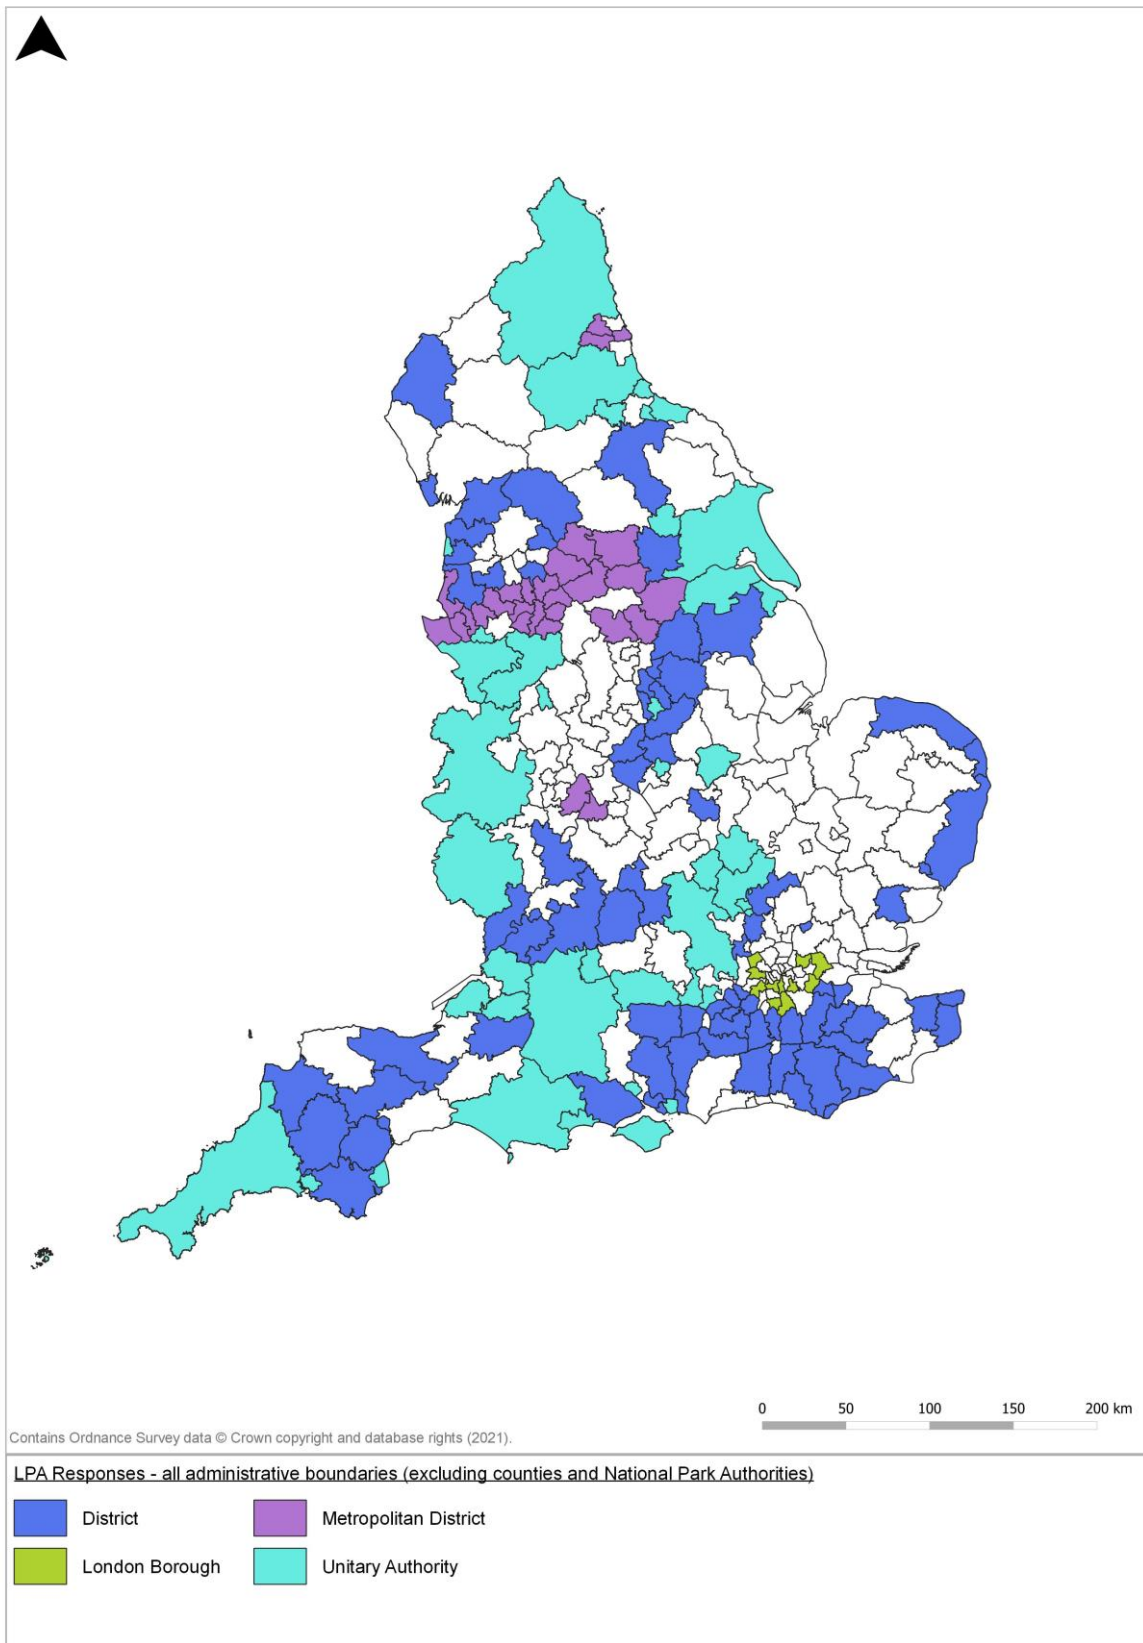 0 50 100 150 200 km
Contains Ordnance Survey data © Crown copyright and database rights (2021).
LPA Responses - all administrative boundaries (excluding counties and National Park Authorities)
District
Metropolitan District
London Borough
Unitary Authority